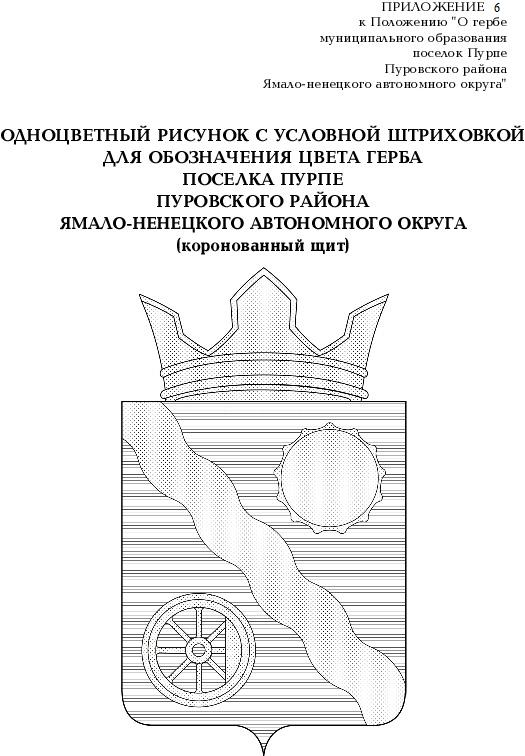 ПРИЛОЖЕНИЕ 6
к Положению "О гербе
муниципального образования
поселок Пурпе
Пуровского района
Ямало-ненецкого автономного округа"
ОДНОЦВЕТНЫЙ РИСУНОК С УСЛОВНОЙ ШТРИХОВКОЙ
ДЛЯ ОБОЗНАЧЕНИЯ ЦВЕТА ГЕРБА
ПОСЕЛКА ПУРПЕ
ПУРОВСКОГО РАЙОНА
ЯМАЛО-НЕНЕЦКОГО АВТОНОМНОГО ОКРУГА
(коронованный щит)